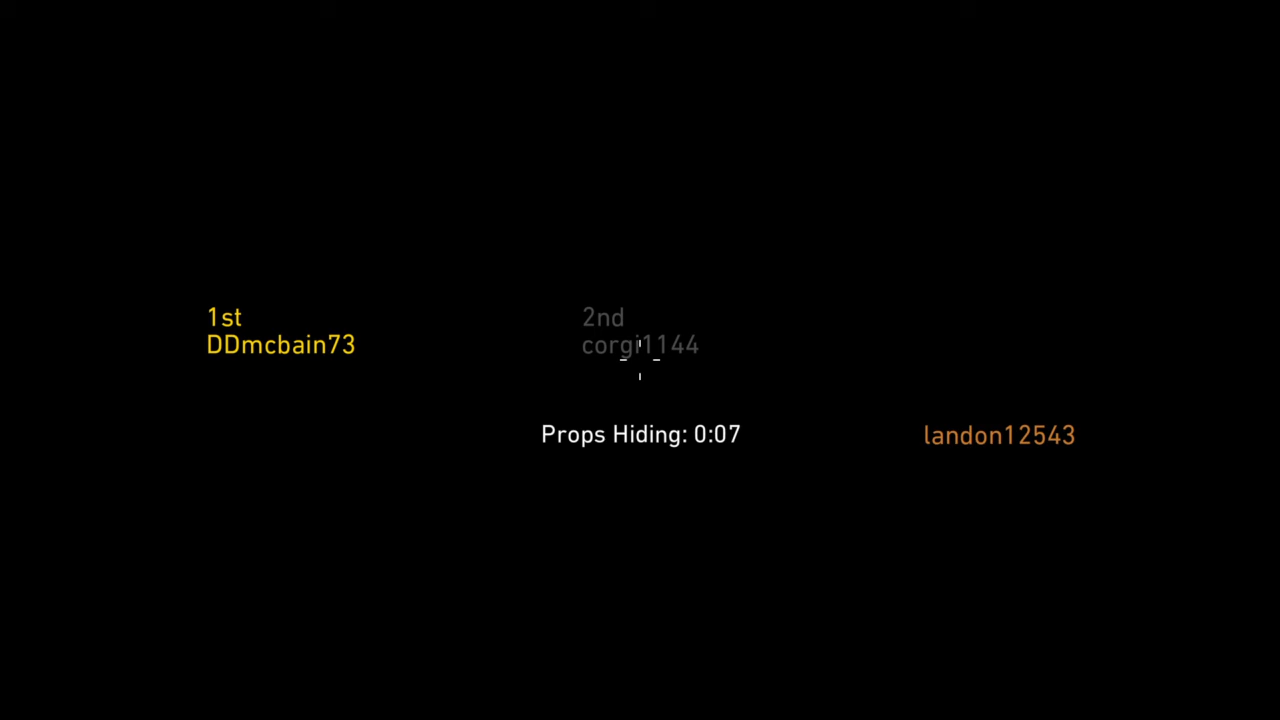 1st
DDmcbain73
2nd
corgi1144
Props Hiding: 0:07
landon12543